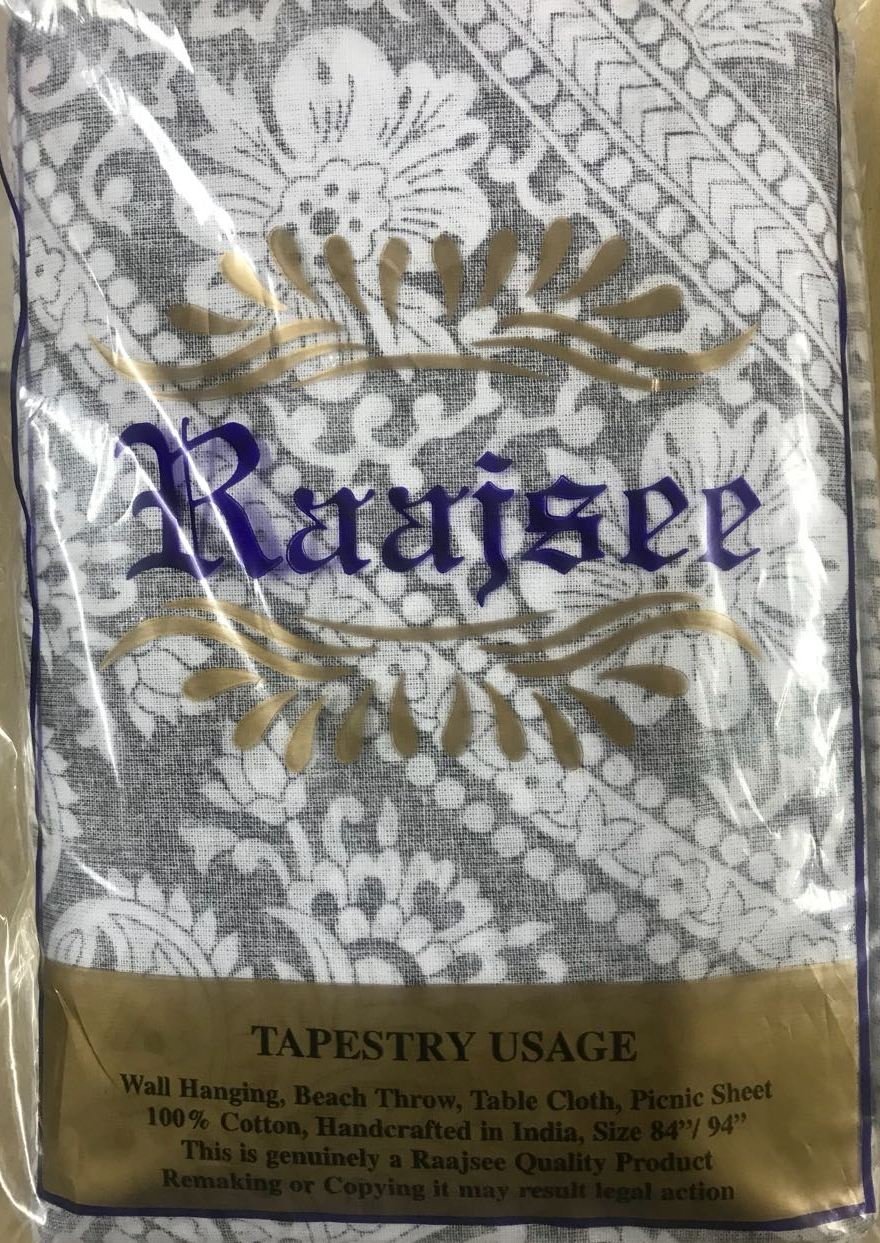 Raajsee
TAPESTRY USAGE
Wall Hanging, Beach Throw, Table Cloth, Picnic Sheet
100% Cotton, Handcrafted in India, Size 84”/ 94”
This is genuinely a Raajsee Quality Product
Remaking or Copying it may result legal action